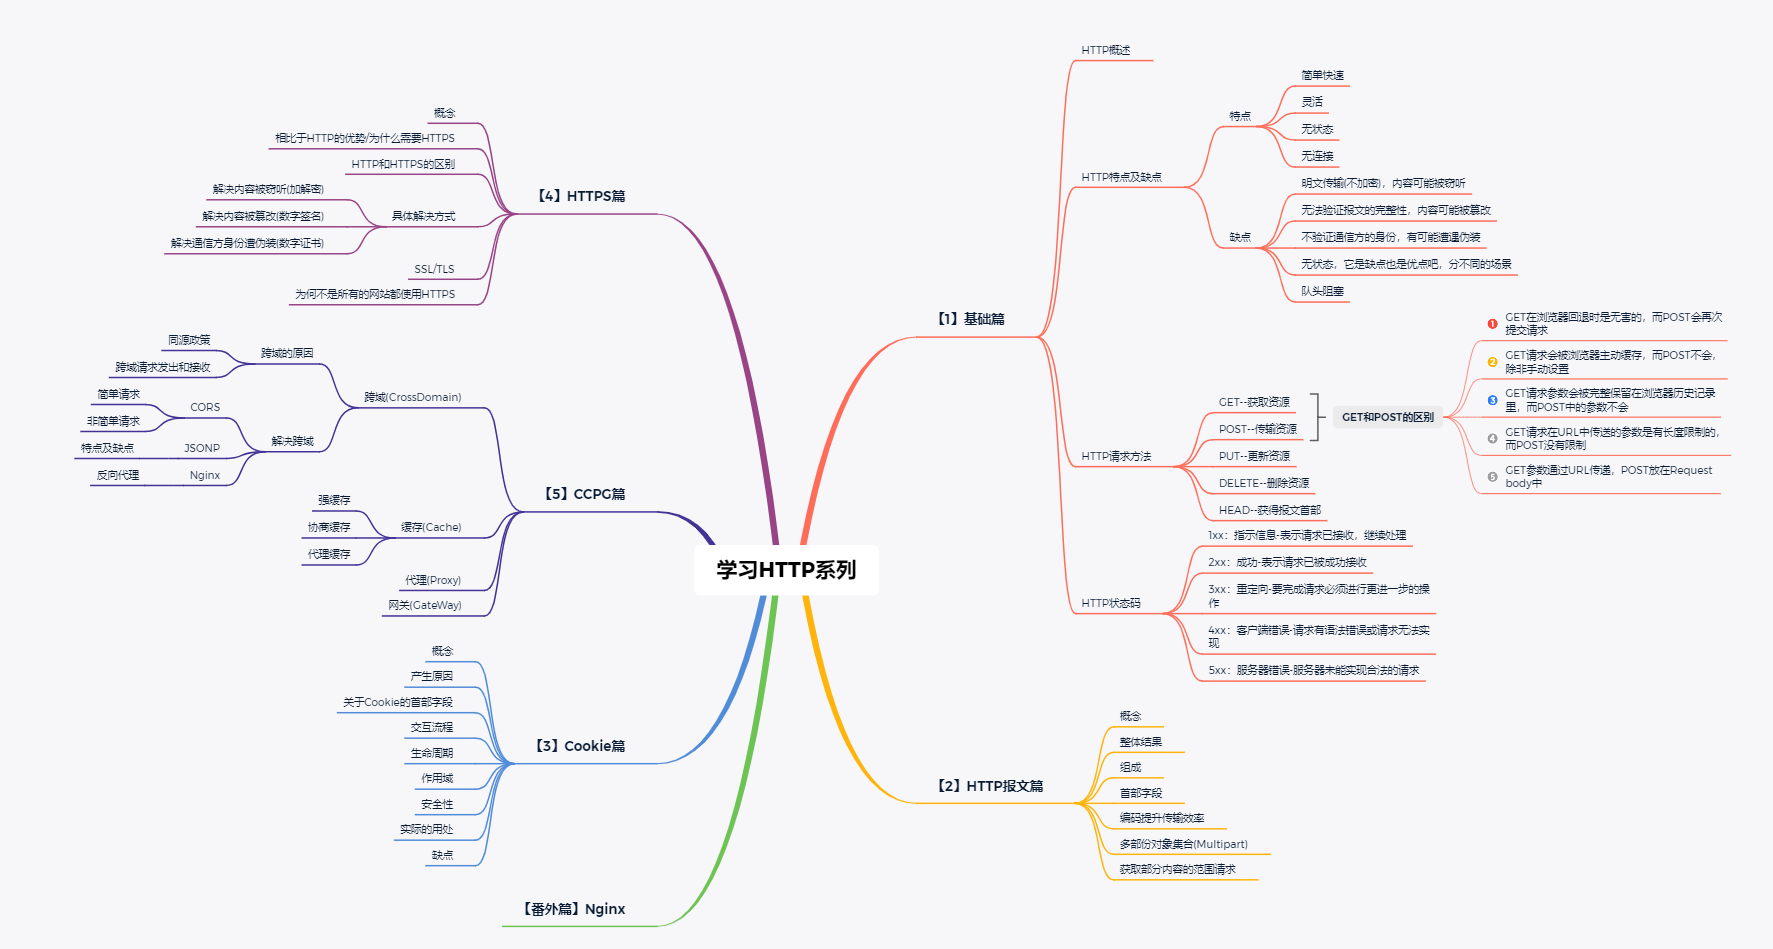 学习HTTP系列
【1】基础篇
HTTP概述
HTTP特点及缺点
特点
简单快速
灵活
无状态
无连接
缺点
明文传输(不加密)，内容可能被窃听
无法验证报文的完整性，内容可能被篡改
不验证通信方的身份，有可能遭遇伪装
无状态，它是缺点也是优点吧，分不同的场景
队头阻塞
HTTP请求方法
GET--获取资源
POST--传输资源
PUT--更新资源
DELETE--删除资源
HEAD--获得报文首部
GET和POST的区别
1 GET在浏览器回退时是无害的，而POST会再次
提交请求
2 GET请求会被浏览器主动缓存，而POST不会，
除非手动设置
3 GET请求参数会被完整保留在浏览器历史记录
里，而POST中的参数不会
4 GET请求在URL中传送的参数是有长度限制的，
而POST没有限制
5 GET参数通过URL传递，POST放在Request
body中
HTTP状态码
1xx：指示信息-表示请求已接收，继续处理
2xx：成功-表示请求已被成功接收
3xx：重定向-要完成请求必须进行更进一步的操
作
4xx：客户端错误-请求有语法错误或请求无法实
现
5xx：服务器错误-服务器未能实现合法的请求
【2】HTTP报文篇
概念
整体结果
组成
首部字段
编码提升传输效率
多部份对象集合(Multipart)
获取部分内容的范围请求
【4】HTTPS篇
概念
相比于HTTP的优势/为什么需要HTTPS
HTTP和HTTPS的区别
具体解决方式
解决内容被窃听(加解密)
解决内容被篡改(数字签名)
解决通信方身份遭伪装(数字证书)
SSL/TLS
为何不是所有的网站都使用HTTPS
【5】CCPG篇
跨域(CrossDomain)
跨域的原因
同源政策
跨域请求发出和接收
解决跨域
CORS
简单请求
非简单请求
JSONP
特点及缺点
Nginx
反向代理
缓存(Cache)
强缓存
协商缓存
代理缓存
代理(Proxy)
网关(GateWay)
【3】Cookie篇
概念
产生原因
关于Cookie的首部字段
交互流程
生命周期
作用域
安全性
实际的用处
缺点
【番外篇】Nginx